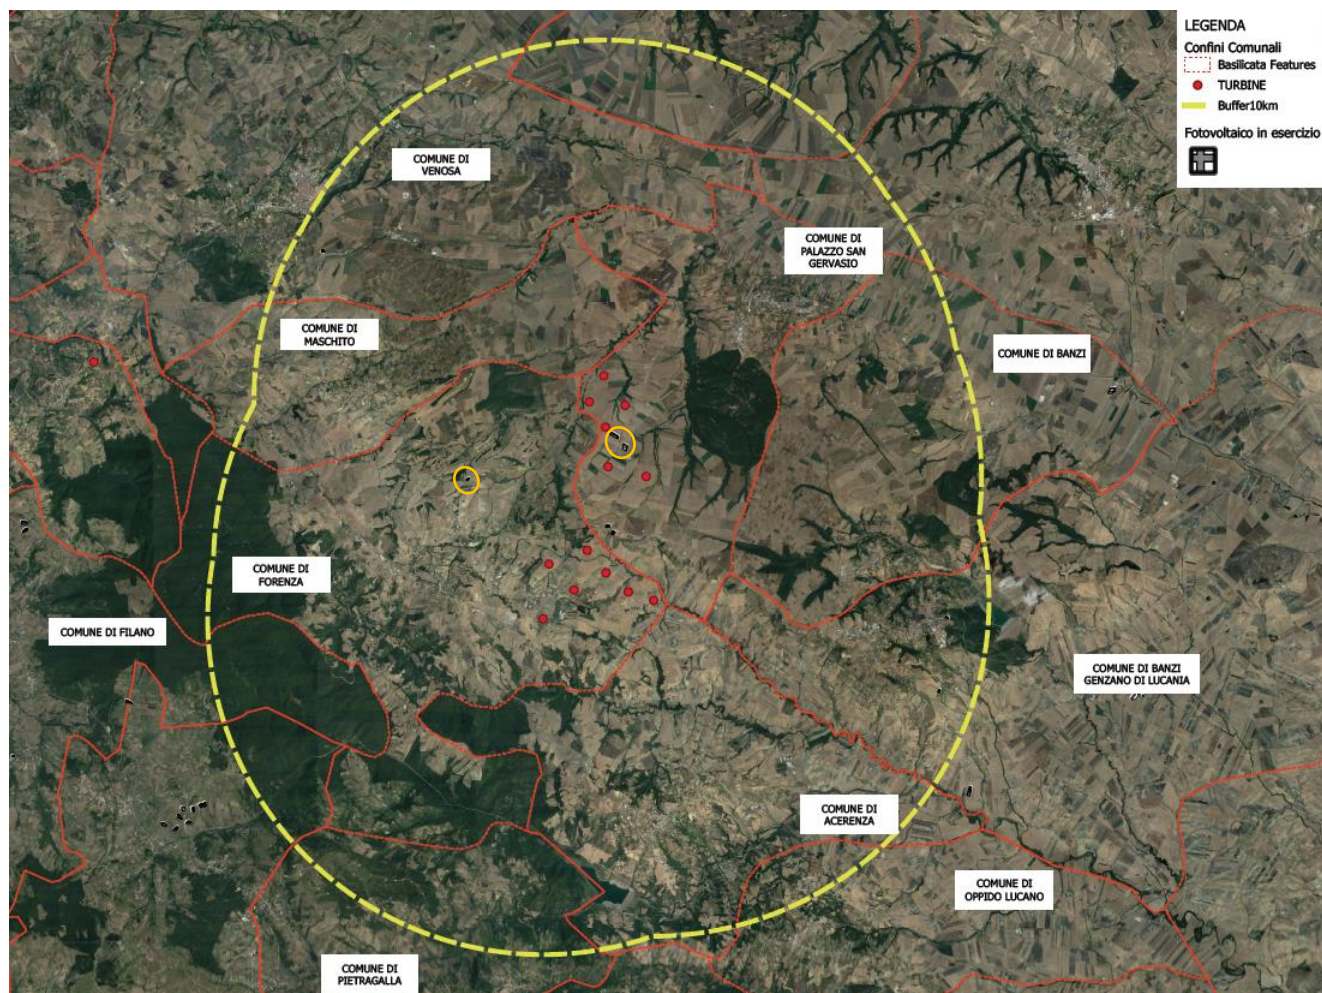 LEGENDA
Confini Comunali
Basilicata Features
TURBINE
Buffer10km
Fotovoltaico in esercizio
COMUNE DI
VENOSA
COMUNE DI
PALAZZO SAN
GERVASIO
COMUNE DI
MASCHITO
COMUNE DI BANZI
COMUNE DI
FORENZA
COMUNE DI FILANO
COMUNE DI BANZI
GENZANO DI LUCANIA
COMUNE DI
ACERENZA
COMUNE DI
OPPIDO LUCANO
COMUNE DI
PIETRAGALLA